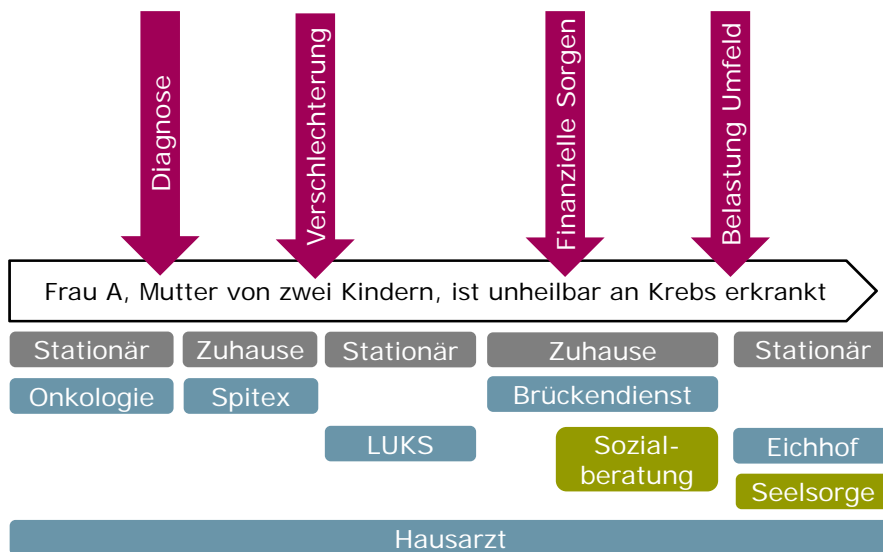 Diagnose
Verschlechterung
Finanzielle Sorgen
Belastung Umfeld
Frau A, Mutter von zwei Kindern, ist unheilbar an Krebs erkrankt
Stationär
Zuhause
Stationär
Zuhause
Stationär
Onkologie
Spitex
Brückendienst
LUKS
Sozial-
beratung
Eichhof
Seelsorge
Hausarzt